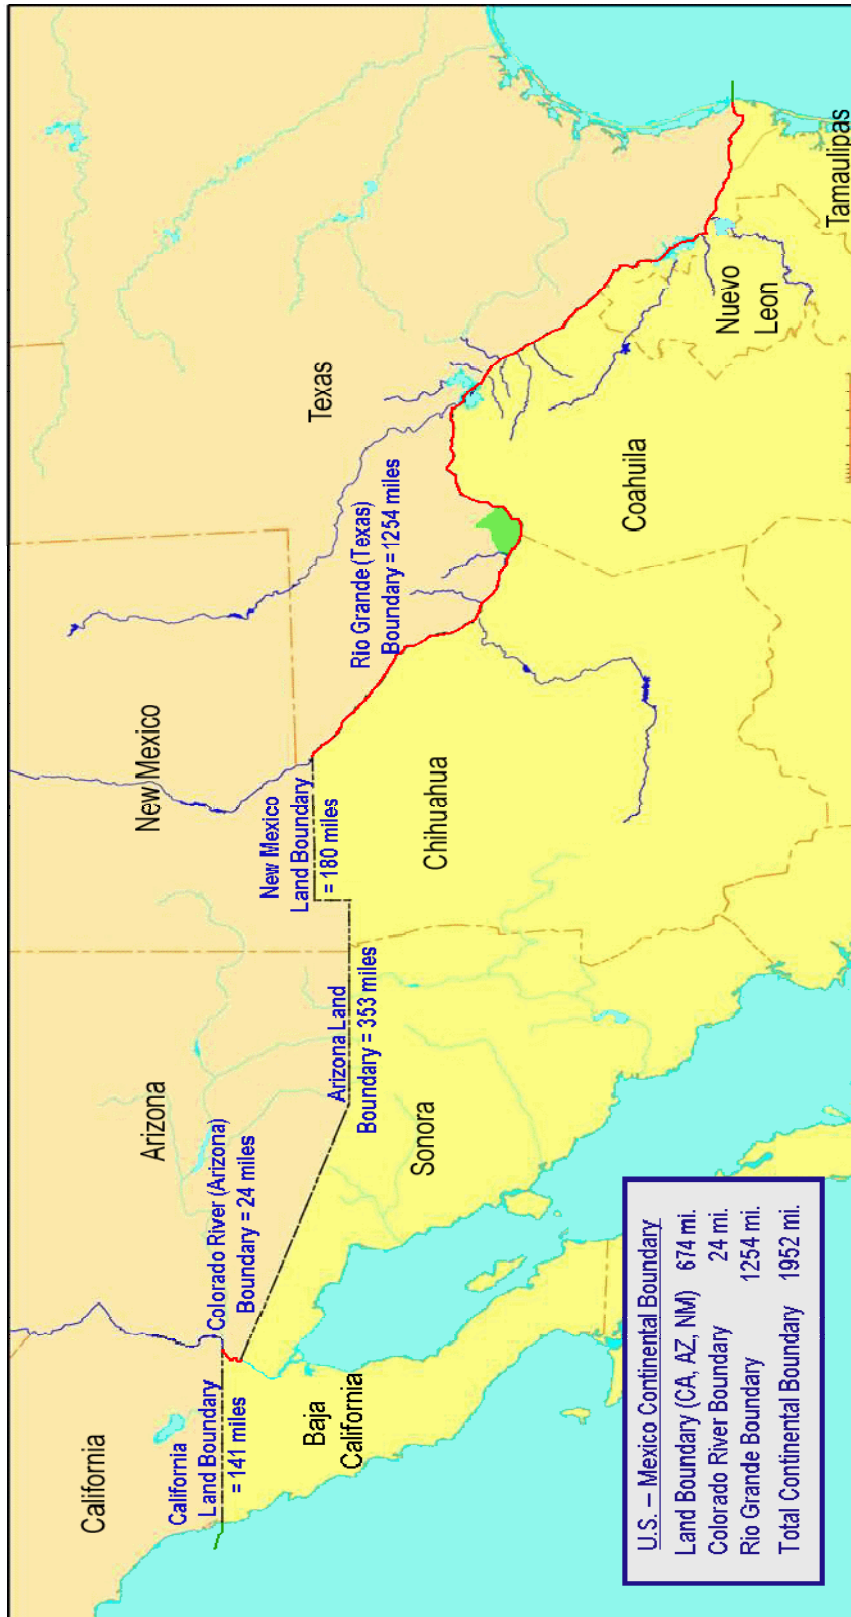 California
Arizona
New Mexico
Texas
California
Land Boundary
= 141 miles
Colorado River (Arizona)
Boundary = 24 miles
Arizona Land
Boundary = 353 miles
New Mexico
Land Boundary
= 180 miles
Rio Grande (Texas)
Boundary = 1254 miles
Baja
California
Sonora
Chihuahua
Coahuila
Nuevo
Leon
Tamaulipas
U.S. – Mexico Continental Boundary
Land Boundary (CA, AZ, NM) 674 mi.
Colorado River Boundary 24 mi.
Rio Grande Boundary 1254 mi.
Total Continental Boundary 1952 mi.